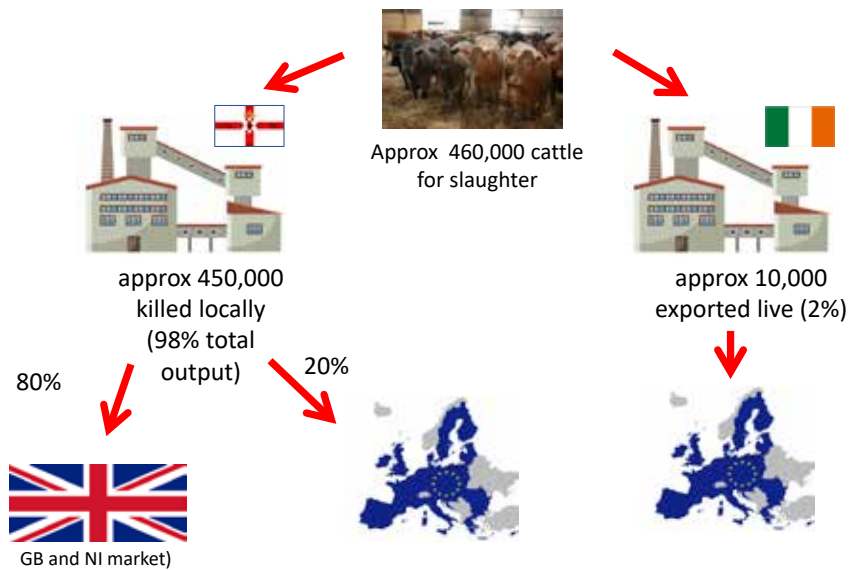 Approx 460,000 cattle
for slaughter
approx 450,000
killed locally
(98% total
output)
approx 10,000
exported live (2%)
80%
20%
GB and NI market)